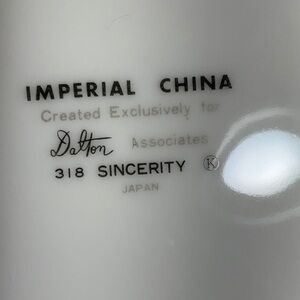 IMPERIAL CHINA
Created Exclusively for
Dalton Associates
318 SINCERITY Ⓚ
JAPAN